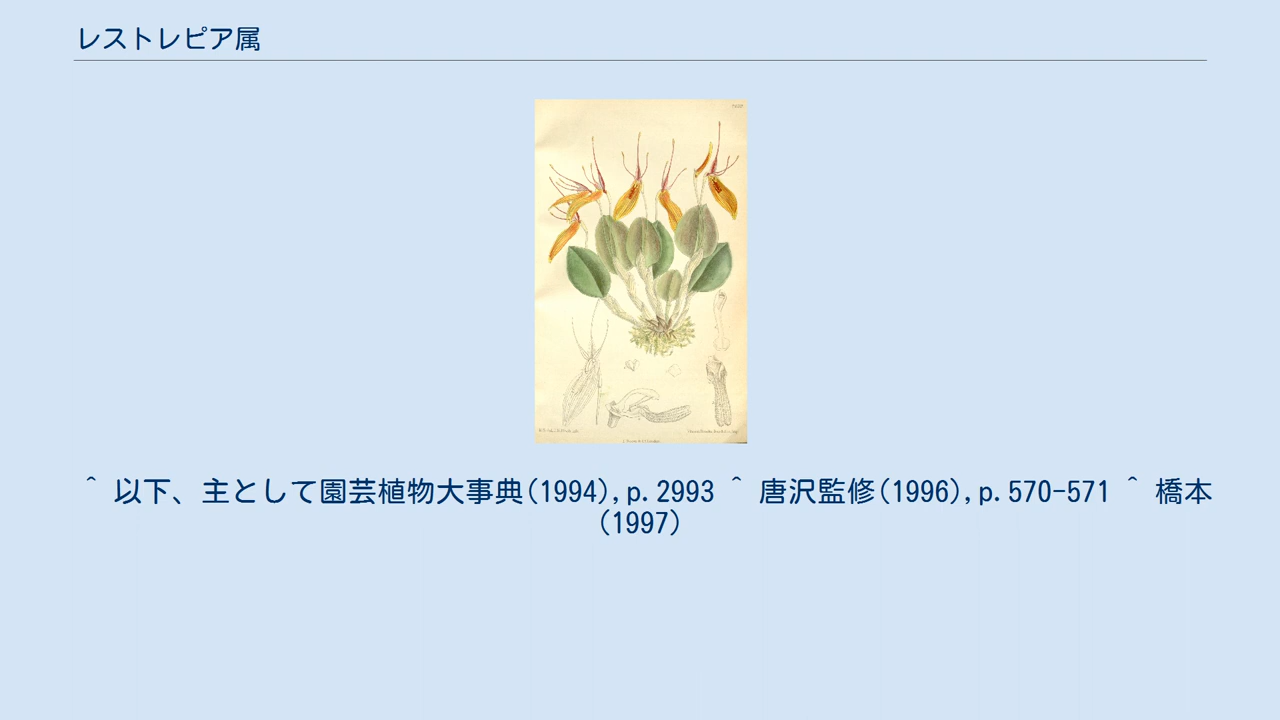 レストレピア属
^ 以下、主として園芸植物大事典(1994),p.2993 ^ 唐沢監修(1996),p.570-571 ^ 橋本
(1997)